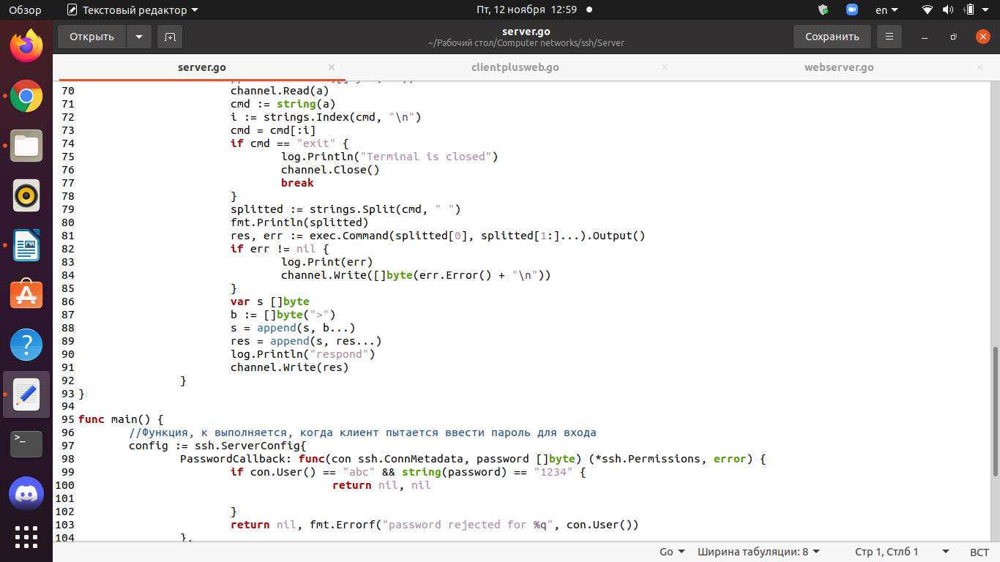 Обзор Текстовый редактор Пт, 12 ноября 12:59 en
Открыть server.go Сохранить
~/Рабочий стол/Computer networks/ssh/Server
server.go clientplusweb.go webserver.go
70 channel.Read(a)
71 cmd := string(a)
72 i := strings.Index(cmd, "\n")
73 cmd = cmd[:i]
74 if cmd == "exit" {
75 log.Println("Terminal is closed")
76 channel.Close()
77 break
78 }
79 splitted := strings.Split(cmd, " ")
80 fmt.Println(splitted)
81 res, err := exec.Command(splitted[0], splitted[1:]...).Output()
82 if err != nil {
83 log.Print(err)
84 channel.Write([]byte(err.Error() + "\n"))
85 }
86 var s []byte
87 b := []byte(">")
88 s = append(s, b...)
89 res = append(s, res...)
90 log.Println("respond")
91 channel.Write(res)
92 }
93 }
94
95 func main() {
96 //Функция, к выполняется, когда клиент пытается ввести пароль для входа
97 config := ssh.ServerConfig{
98 PasswordCallback: func(con ssh.ConnMetadata, password []byte) (*ssh.Permissions, error) {
99 if con.User() == "abc" && string(password) == "1234" {
100 return nil, nil
101
102 }
103 return nil, fmt.Errorf("password rejected for %q", con.User())
104 },
Go Ширина табуляции: 8 Стр 1, Стлб 1 ВСТ